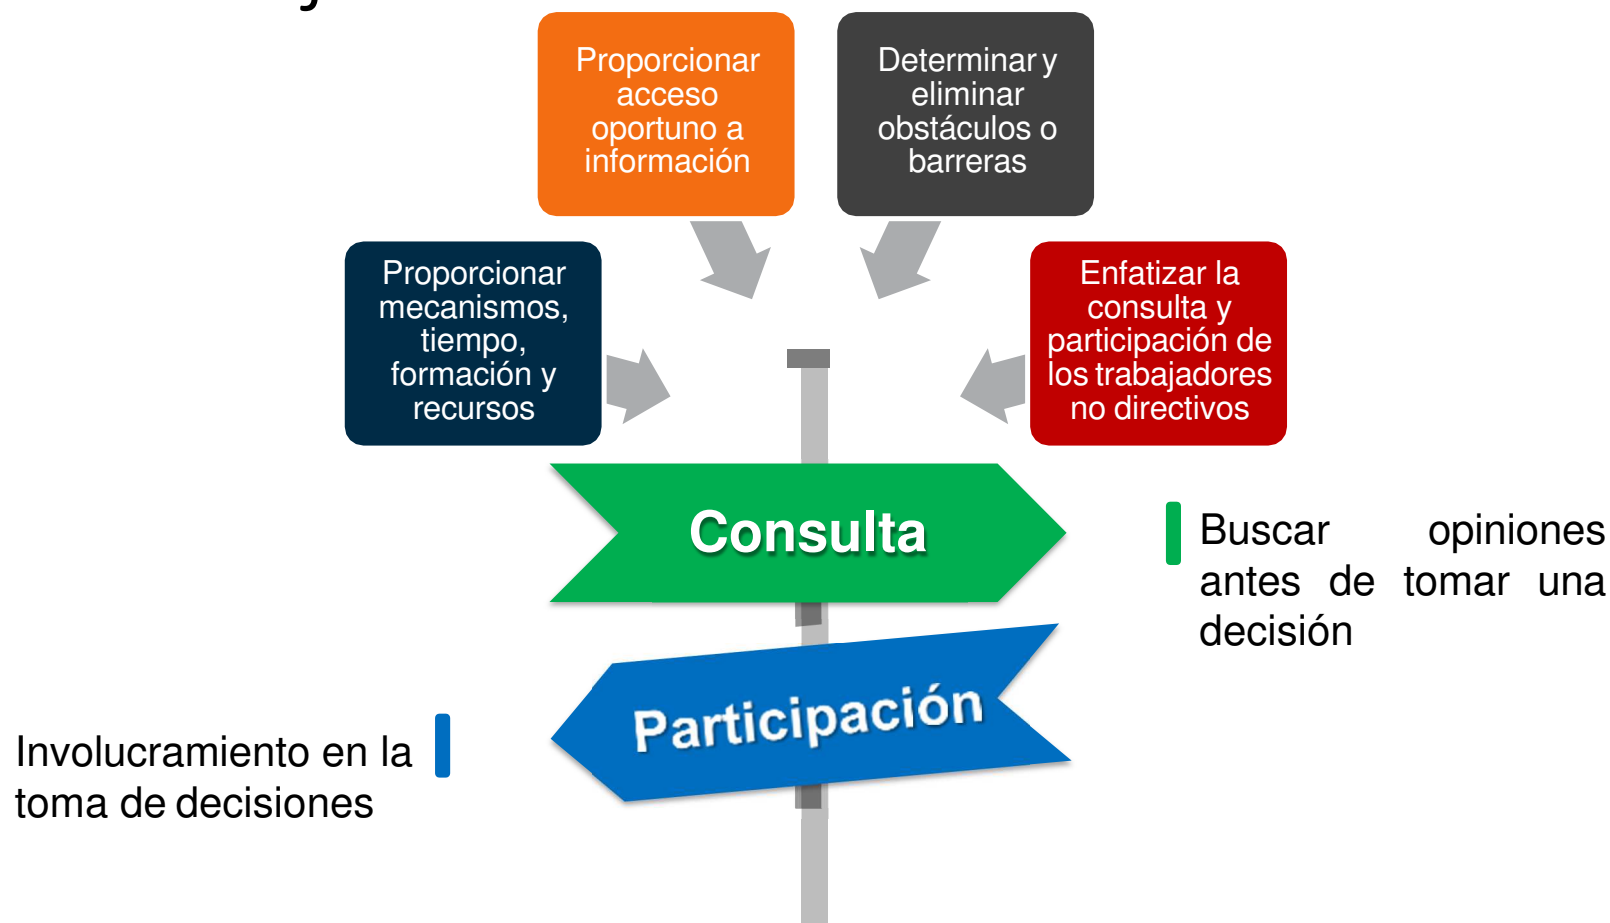 Proporcionar
acceso
oportuno a
información
Determinar y
eliminar
obstáculos o
barreras
Proporcionar
mecanismos,
tiempo,
formación y
recursos
Enfatizar la
consulta y
participación de
los trabajadores
no directivos
Consulta
Buscar opiniones
antes de tomar una
decisión
Participación
Involucramiento en la
toma de decisiones